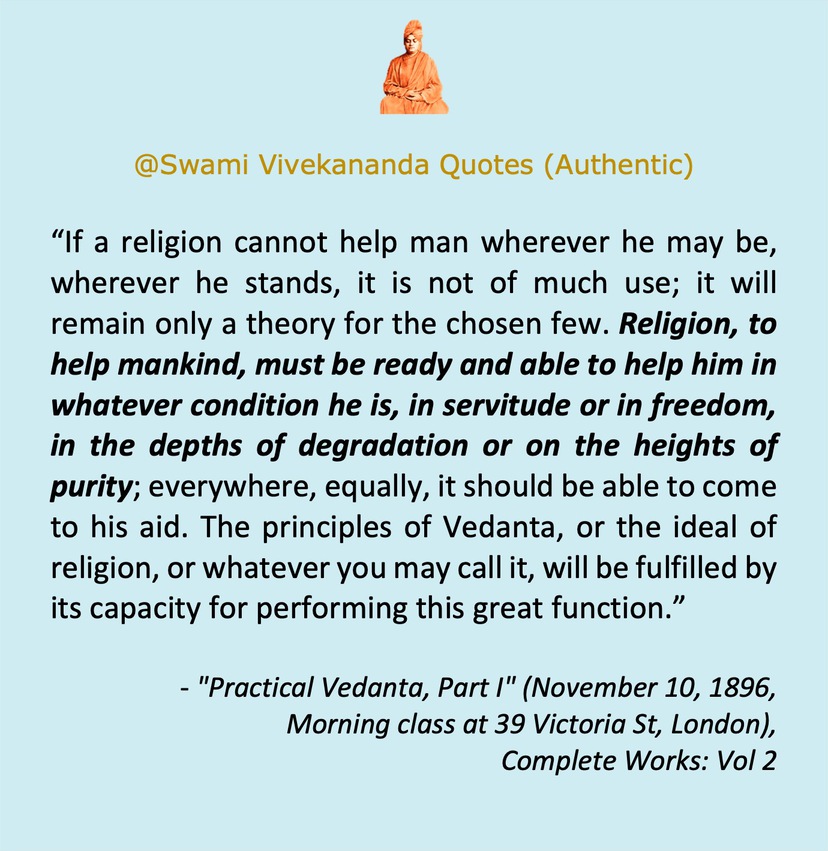 @Swami Vivekananda Quotes (Authentic)
“If a religion cannot help man wherever he may be,
wherever he stands, it is not of much use; it will
remain only a theory for the chosen few. Religion, to
help mankind, must be ready and able to help him in
whatever condition he is, in servitude or in freedom,
in the depths of degradation or on the heights of
purity; everywhere, equally, it should be able to come
to his aid. The principles of Vedanta, or the ideal of
religion, or whatever you may call it, will be fulfilled by
its capacity for performing this great function.”
- "Practical Vedanta, Part I" (November 10, 1896,
Morning class at 39 Victoria St, London),
Complete Works: Vol 2